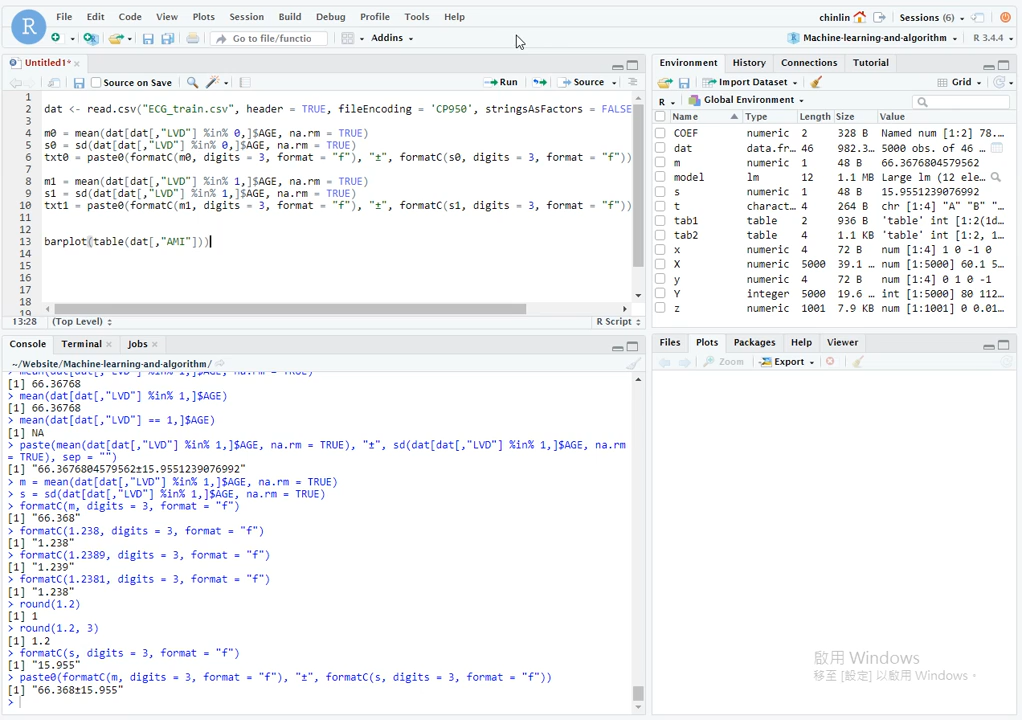 File Edit Code View Plots Session Build Debug Profile Tools Help
chinlin Sessions (6)
Go to file/functio Addins
Machine-learning-and-algorithm R 3.4.4
Untitled1*
Source on Save Run Source
1
2 dat <- read.csv("ECG_train.csv", header = TRUE, fileEncoding = 'CP950', stringsAsFactors = FALSE
3
4 m0 = mean(dat[dat[,"LVD"] %in% 0,]$AGE, na.rm = TRUE)
5 s0 = sd(dat[dat[,"LVD"] %in% 0,]$AGE, na.rm = TRUE)
6 txt0 = paste0(formatC(m0, digits = 3, format = "f"), "±", formatC(s0, digits = 3, format = "f"))
7
8 m1 = mean(dat[dat[,"LVD"] %in% 1,]$AGE, na.rm = TRUE)
9 s1 = sd(dat[dat[,"LVD"] %in% 1,]$AGE, na.rm = TRUE)
10 txt1 = paste0(formatC(m1, digits = 3, format = "f"), "±", formatC(s1, digits = 3, format = "f"))
11
12
13 barplot(table(dat[,"AMI"]))
14
15
16
17
18
19
13:28 (Top Level) R Script
Console Terminal Jobs
~/Website/Machine-learning-and-algorithm/
> mean(dat[dat[,"LVD"] %in% 1,]$AGE, na.rm = TRUE)
[1] 66.36768
> mean(dat[dat[,"LVD"] %in% 1,]$AGE)
[1] 66.36768
> mean(dat[dat[,"LVD"] == 1,]$AGE)
[1] NA
> paste(mean(dat[dat[,"LVD"] %in% 1,]$AGE, na.rm = TRUE), "±", sd(dat[dat[,"LVD"] %in% 1,]$AGE, na.rm
= TRUE), sep = "")
[1] "66.3676804579562±15.9551239076992"
> m = mean(dat[dat[,"LVD"] %in% 1,]$AGE, na.rm = TRUE)
> s = sd(dat[dat[,"LVD"] %in% 1,]$AGE, na.rm = TRUE)
> formatC(m, digits = 3, format = "f")
[1] "66.368"
> formatC(1.238, digits = 3, format = "f")
[1] "1.238"
> formatC(1.2389, digits = 3, format = "f")
[1] "1.239"
> formatC(1.2381, digits = 3, format = "f")
[1] "1.238"
> round(1.2)
[1] 1
> round(1.2, 3)
[1] 1.2
> formatC(s, digits = 3, format = "f")
[1] "15.955"
> paste0(formatC(m, digits = 3, format = "f"), "±", formatC(s, digits = 3, format = "f"))
[1] "66.368±15.955"
>
Environment History Connections Tutorial
Import Dataset Grid
R Global Environment
Name Type Length Size Value
COEF numeric 2 328 B Named num [1:2] 78....
dat data.fr… 46 982.3… 5000 obs. of 46 …
m numeric 1 48 B 66.3676804579562
model lm 12 1.1 MB Large lm (12 ele…
s numeric 1 48 B 15.9551239076992
t charact… 4 264 B chr [1:4] "A" "B" "…
tab1 table 2 936 B 'table' int [1:2(1d…
tab2 table 4 1.1 KB 'table' int [1:2, 1…
x numeric 4 72 B num [1:4] 1 0 -1 0
X numeric 5000 39.1 … num [1:5000] 60.1 5…
y numeric 4 72 B num [1:4] 0 1 0 -1
Y integer 5000 19.6 … int [1:5000] 80 112…
z numeric 1001 7.9 KB num [1:1001] 0 0.01…
Files Plots Packages Help Viewer
Zoom Export
啟用 Windows
移至 [設定] 以啟用 Windows。